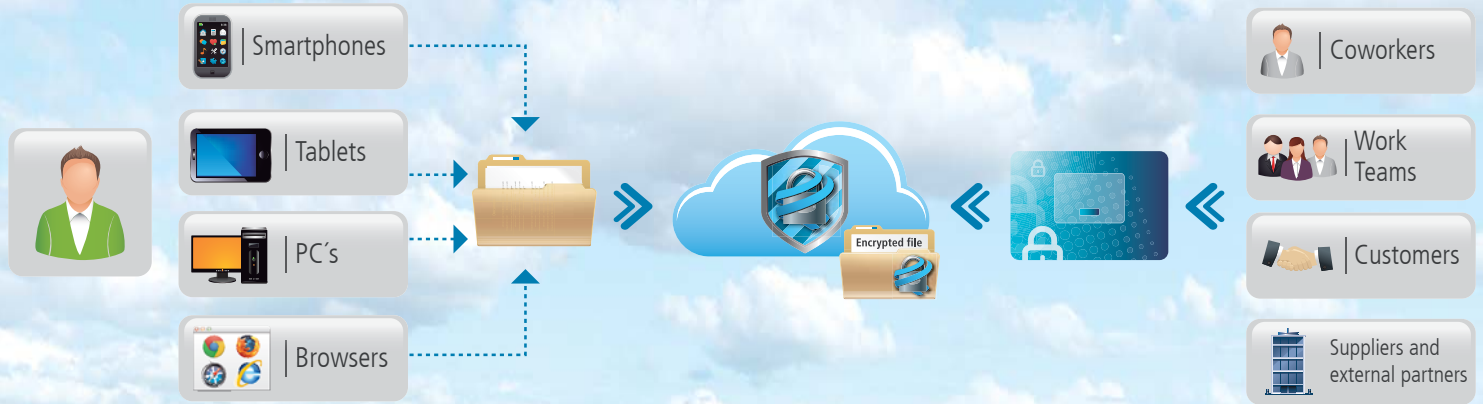 Smartphones
Tablets
PC´s
Browsers
Encrypted file
Coworkers
Work
Teams
Customers
Suppliers and
external partners